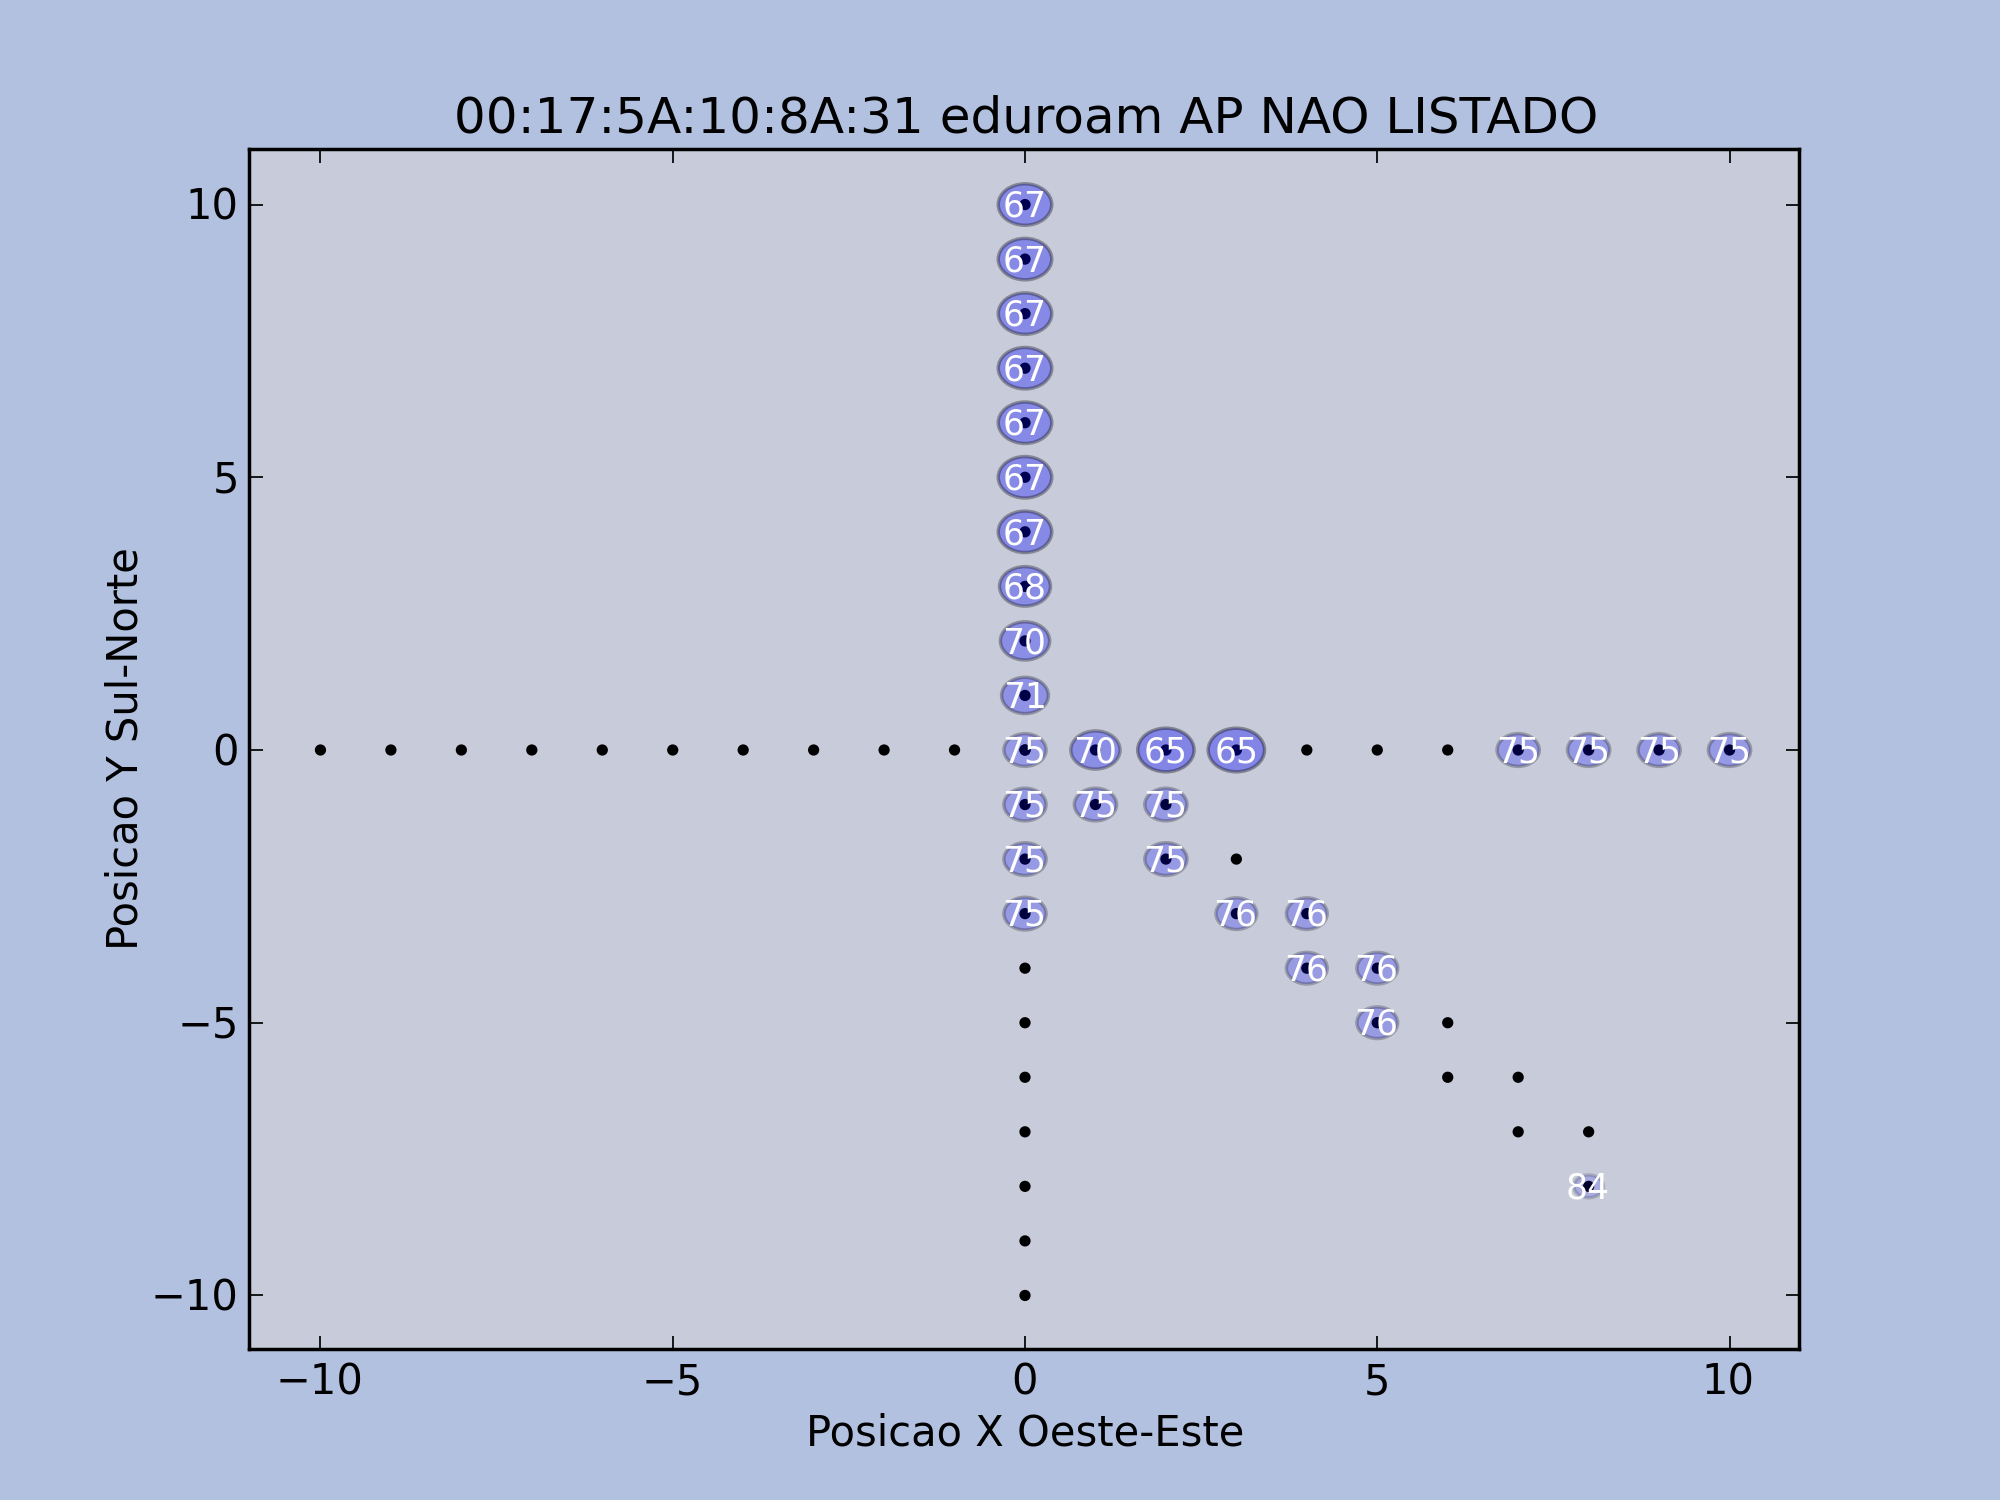 00:17:5A:10:8A:31 eduroam AP NAO LISTADO
10
67
67
67
67
67
5
67
67
68
70
71
0
75 70 65 65 75 75 75 75
75 75 75
75 75
75 76 76
76 76
−5
76
84
−10
−10 −5 0 5 10
Posicao X Oeste-Este
Posicao Y Sul-Norte